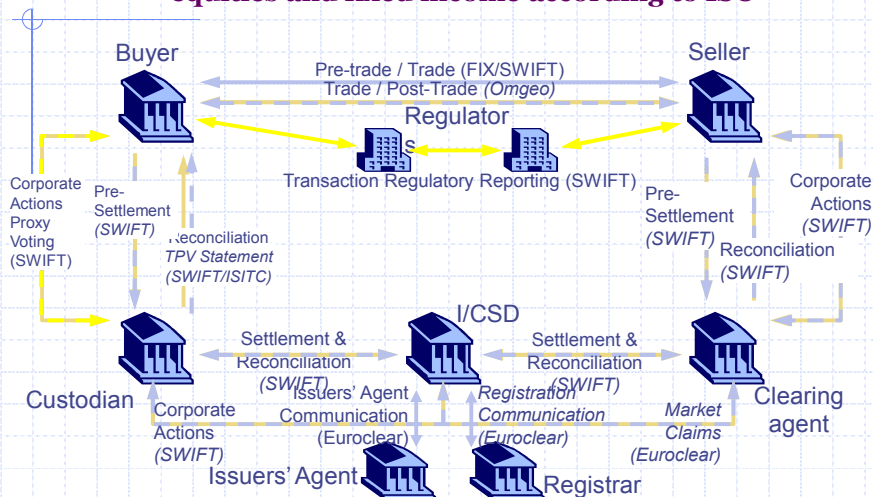 equities and fixed income according to ISO
Buyer
Seller
Pre-trade / Trade (FIX/SWIFT)
Trade / Post-Trade (Omgeo)
Regulator
s
Transaction Regulatory Reporting (SWIFT)
Corporate
Actions
Proxy
Voting
(SWIFT)
Pre-
Settlement
(SWIFT)
Reconciliation
TPV Statement
(SWIFT/ISITC)
Pre-
Settlement
(SWIFT)
Reconciliation
(SWIFT)
Corporate
Actions
(SWIFT)
I/CSD
Settlement &
Reconciliation
(SWIFT)
Settlement &
Reconciliation
(SWIFT)
Custodian
Clearing
agent
Corporate
Actions
(SWIFT)
Issuers' Agent
Communication
(Euroclear)
Registration
Communication
(Euroclear)
Market
Claims
(Euroclear)
Issuers' Agent
Registrar